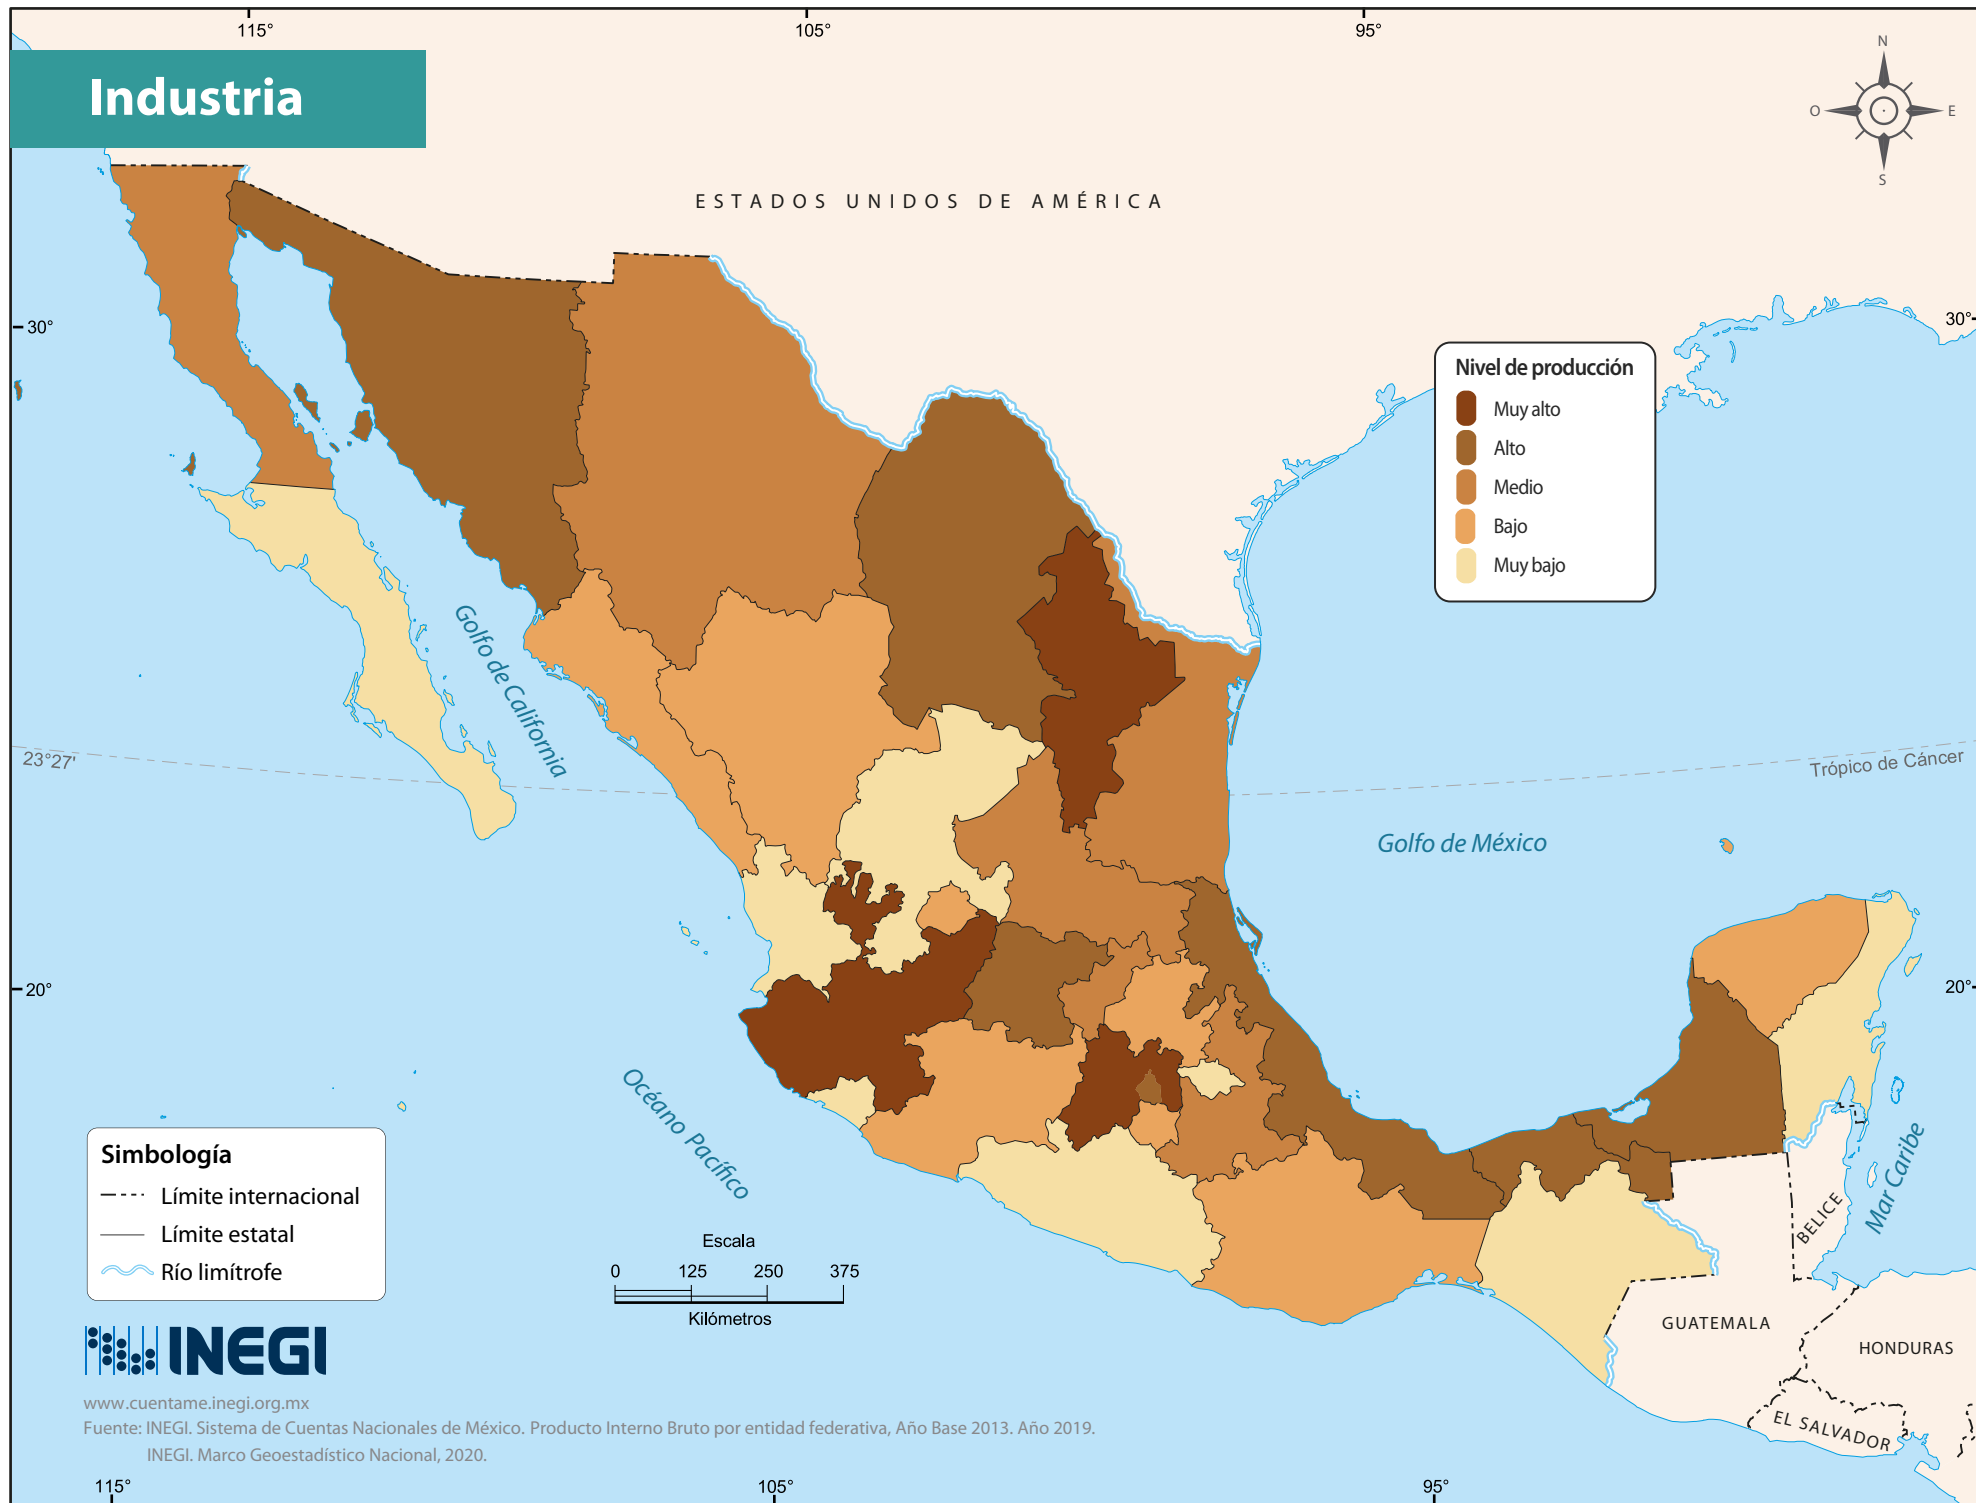 115°
105°
95°
Industria
N
O
E
S
ESTADOS UNIDOS DE AMÉRICA
30°
30°
Nivel de producción
Muy alto
Alto
Medio
Bajo
Muy bajo
Golfo de California
23°27'
Trópico de Cáncer
Golfo de México
20°
20°
Océano Pacífico
Mar Caribe
BELICE
Simbología
Límite internacional
Límite estatal
Río limítrofe
Escala
0 125 250 375
Kilómetros
GUATEMALA
HONDURAS
EL SALVADOR
INEGI
www.cuentame.inegi.org.mx
Fuente: INEGI. Sistema de Cuentas Nacionales de México. Producto Interno Bruto por entidad federativa, Año Base 2013. Año 2019.
INEGI. Marco Geoestadístico Nacional, 2020.
115°
105°
95°